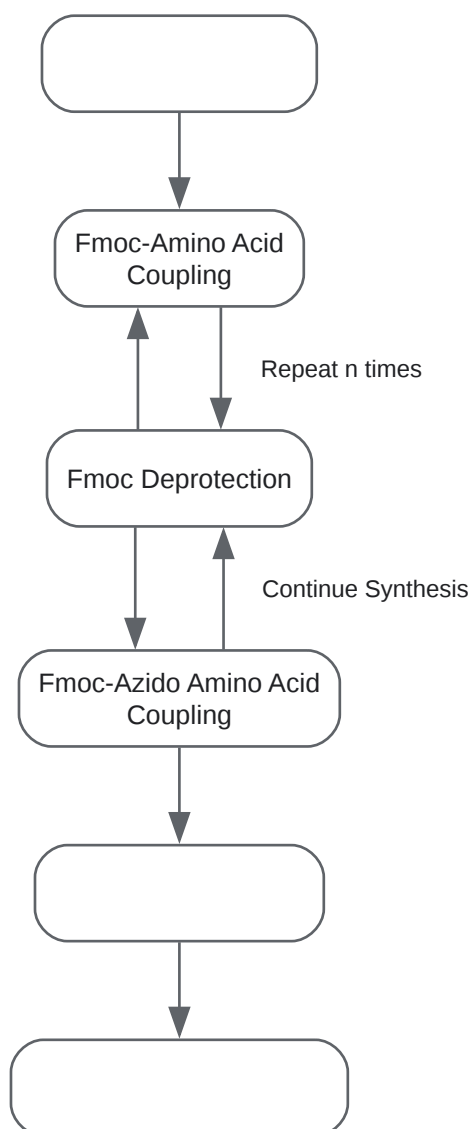 Fmoc-Amino Acid
Coupling
Repeat n times
Fmoc Deprotection
Continue Synthesis
Fmoc-Azido Amino Acid
Coupling